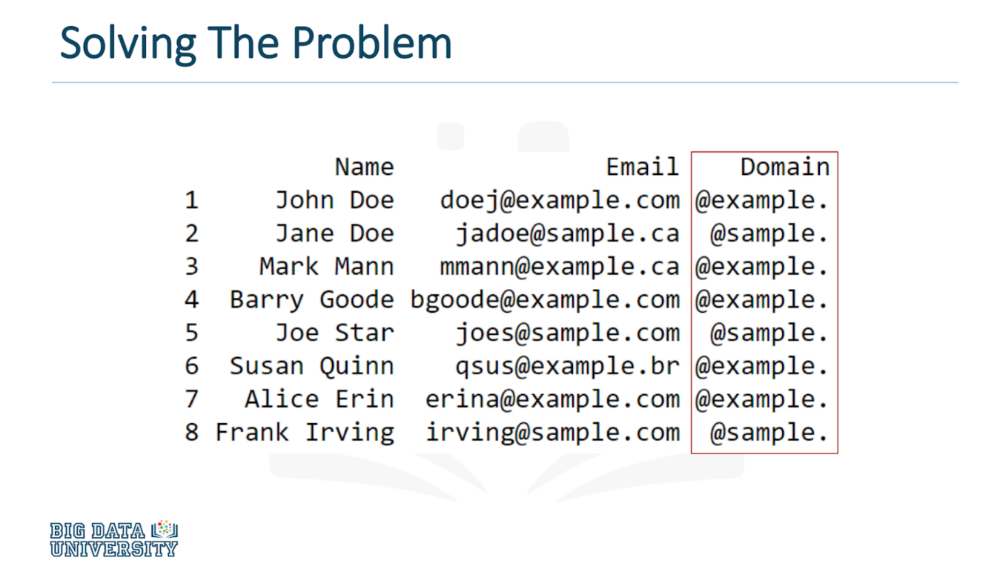 Solving The Problem
Name Email Domain
1 John Doe doej@example.com @example.
2 Jane Doe jadoe@sample.ca @sample.
3 Mark Mann mmann@example.ca @example.
4 Barry Goode bgoode@example.com @example.
5 Joe Star joes@sample.com @sample.
6 Susan Quinn qsus@example.br @example.
7 Alice Erin erina@example.com @example.
8 Frank Irving irving@sample.com @sample.
BIG DATA
UNIVERSITY